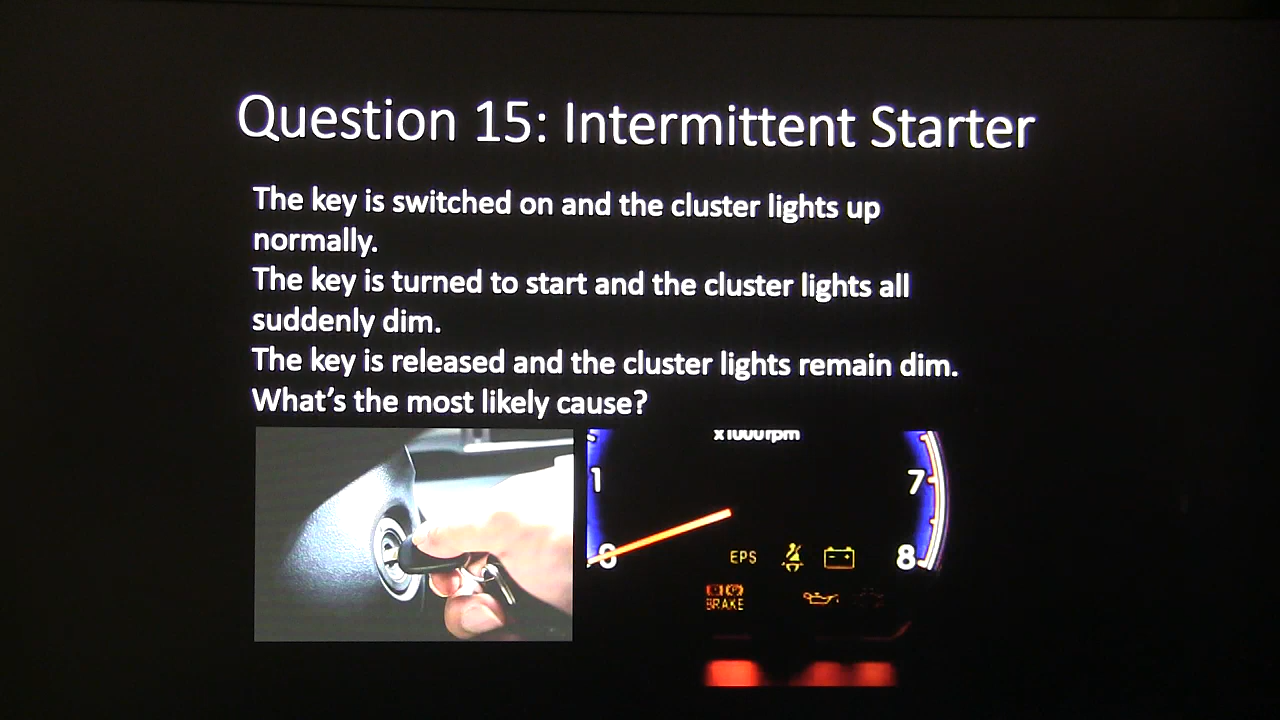 Question 15: Intermittent Starter
The key is switched on and the cluster lights up
normally.
The key is turned to start and the cluster lights all
suddenly dim.
The key is released and the cluster lights remain dim.
What's the most likely cause?
x1000rpm
1
7
0
8
EPS
BRAKE